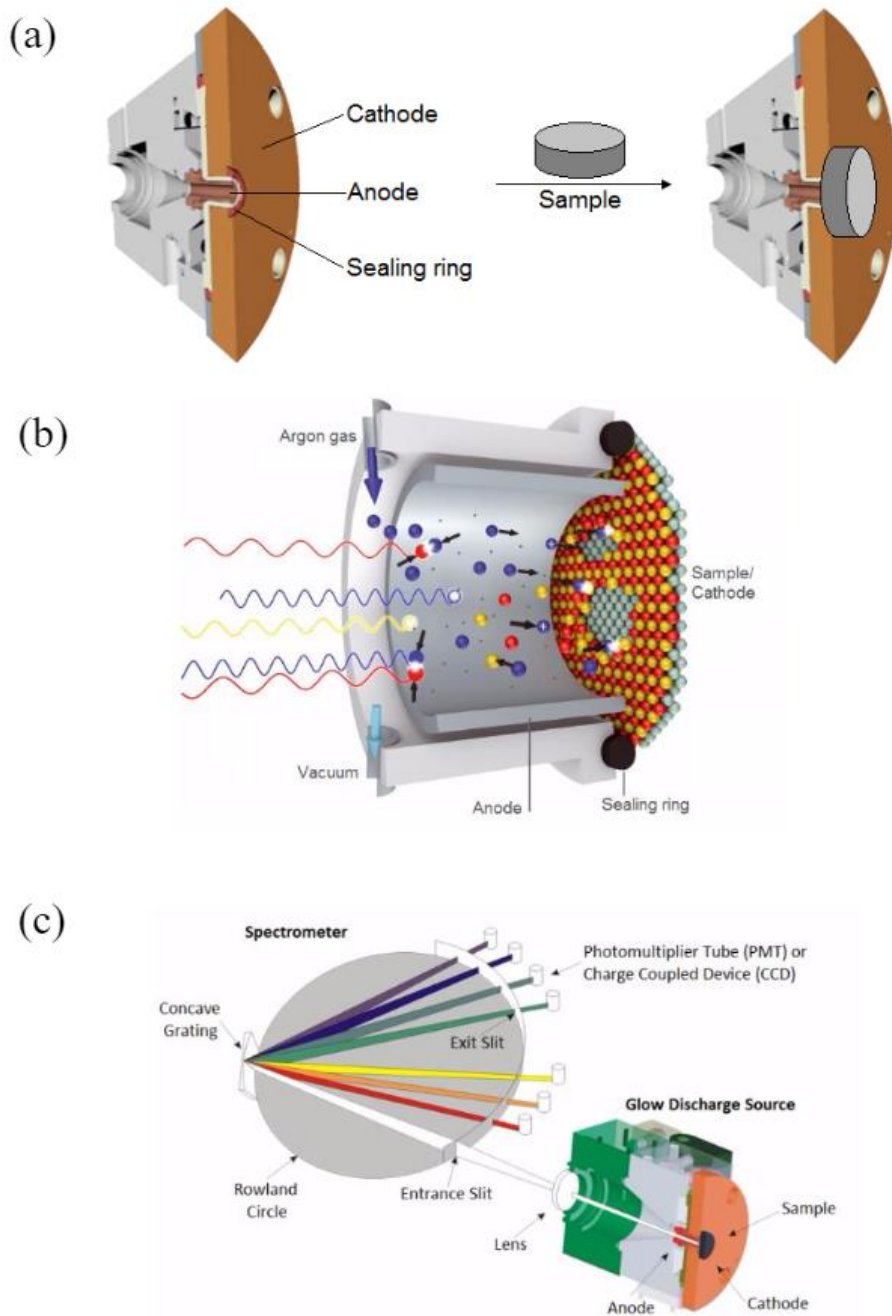 (a)
Cathode
Anode
Sealing ring
Sample
(b)
Argon gas
Sample/
Cathode
Vacuum
Anode
Sealing ring
(c)
Spectrometer
Photomultiplier Tube (PMT) or
Charge Coupled Device (CCD)
Concave
Grating
Exit Slit
Glow Discharge Source
Rowland
Circle
Entrance Slit
Lens
Sample
Anode
Cathode